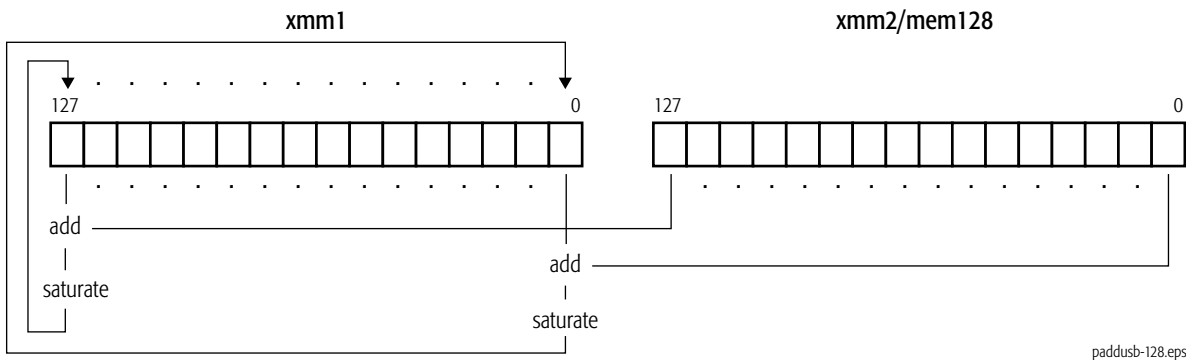 xmm1 xmm2/mem128
127 0 127 0
add
add
saturate
saturate
paddusb-128.eps